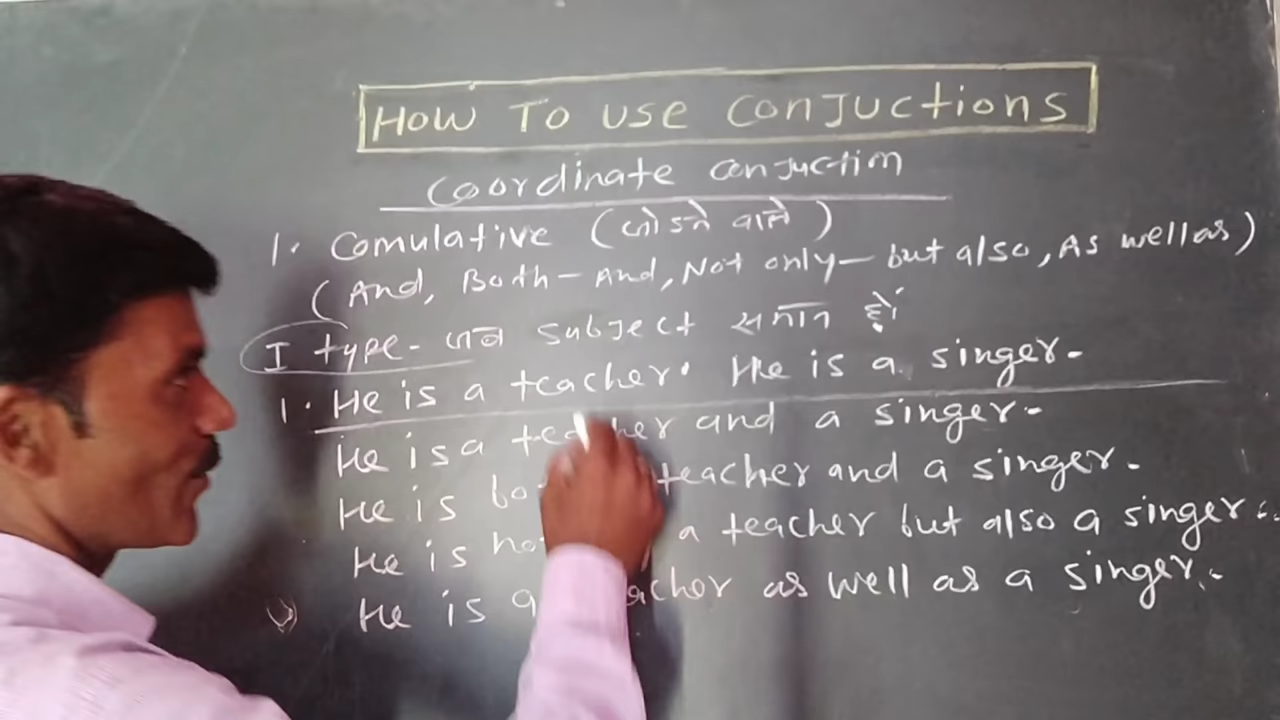 HOW TO USE CONJUCTIONS
Coordinate conjuction
1. Comulative (जोडने वाले)
(And, Both - And, Not only - but also, As well as)
I type - जब subject समान हों
1. He is a teacher. He is a singer.
He is a teacher and a singer.
He is teacher and a singer.
He is a teacher but also a singer.
He is as well as a singer.